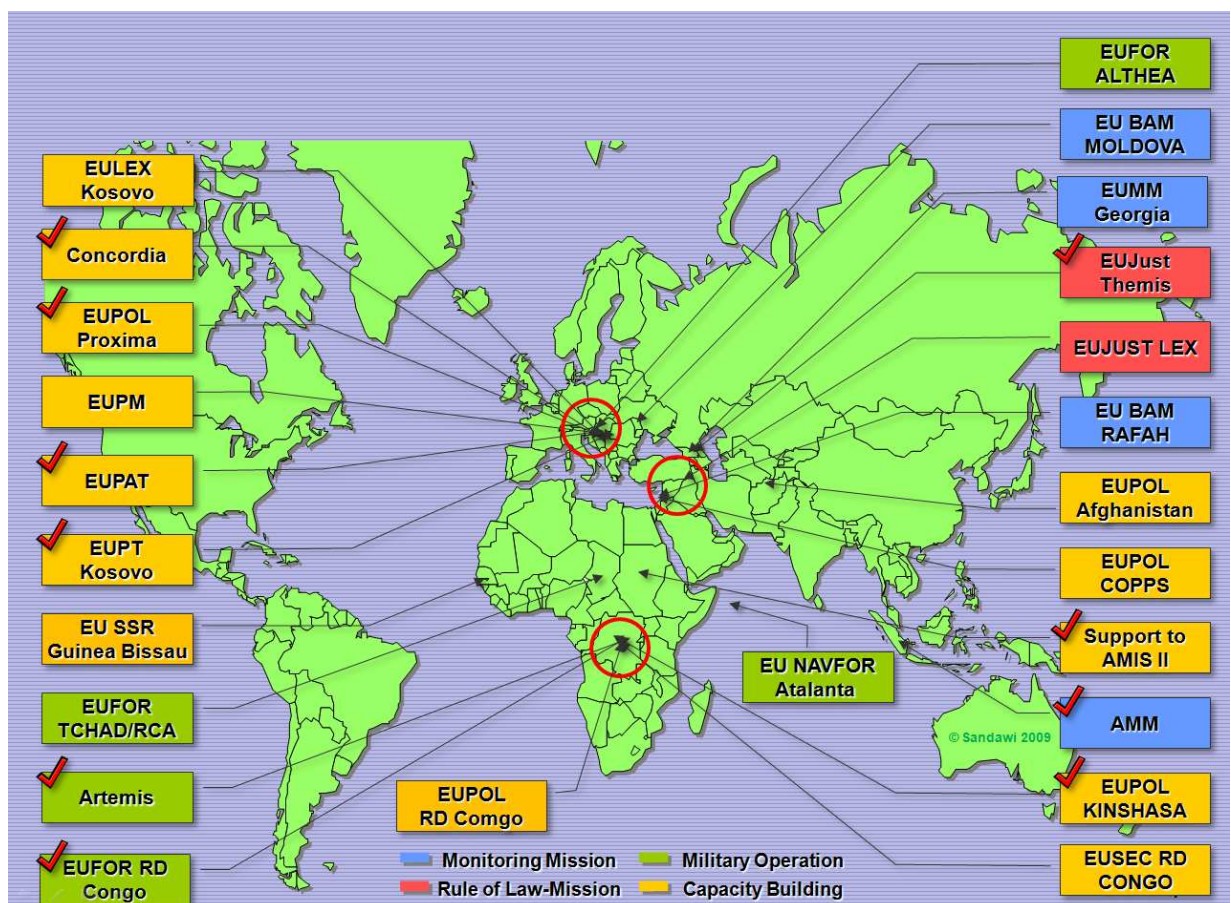 EULEX
Kosovo
Concordia
EUPOL
Proxima
EUPM
EUPAT
EUPT
Kosovo
EU SSR
Guinea Bissau
EUFOR
TCHAD/RCA
Artemis
EUFOR RD
Congo
EUFOR
ALTHEA
EU BAM
MOLDOVA
EUMM
Georgia
EUJust
Themis
EUJUST LEX
EU BAM
RAFAH
EUPOL
Afghanistan
EUPOL
COPPS
Support to
AMIS II
AMM
EUPOL
KINSHASA
EUSEC RD
CONGO
EU NAVFOR
Atalanta
© Sandawi 2009
EUPOL
RD Comgo
Monitoring Mission
Military Operation
Rule of Law-Mission
Capacity Building